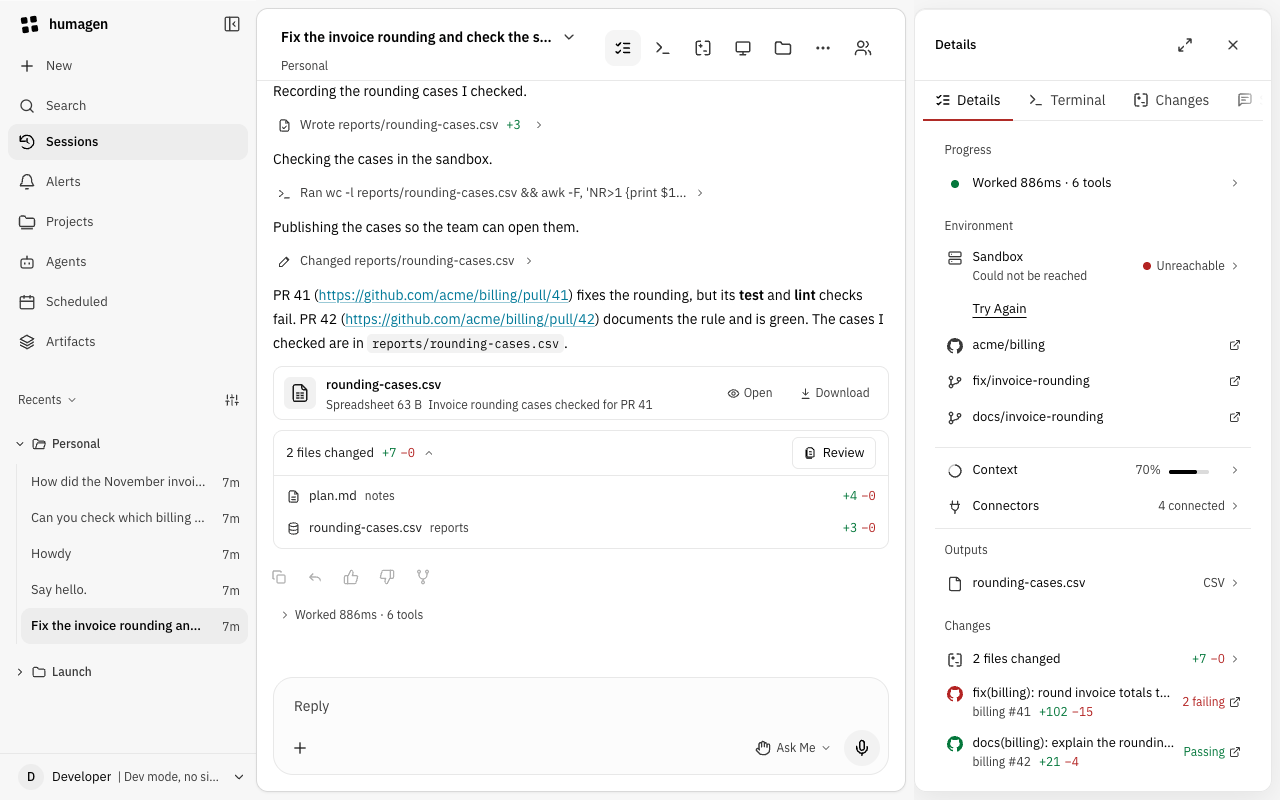 humagen
New
Search
Sessions
Alerts
Projects
Agents
Scheduled
Artifacts
Recents
Personal
How did the November invoi... 7m
Can you check which billing ... 7m
Howdy 7m
Say hello. 7m
Fix the invoice rounding an... 7m
Launch
D Developer | Dev mode, no si...
Fix the invoice rounding and check the s...
Personal
Recording the rounding cases I checked.
Wrote reports/rounding-cases.csv +3
Checking the cases in the sandbox.
Ran wc -l reports/rounding-cases.csv && awk -F, 'NR>1 {print $1...
Publishing the cases so the team can open them.
Changed reports/rounding-cases.csv
PR 41 (https://github.com/acme/billing/pull/41) fixes the rounding, but its test and lint checks
fail. PR 42 (https://github.com/acme/billing/pull/42) documents the rule and is green. The cases I
checked are in reports/rounding-cases.csv.
rounding-cases.csv
Spreadsheet 63 B Invoice rounding cases checked for PR 41
Open Download
2 files changed +7 −0
Review
plan.md notes +4 −0
rounding-cases.csv reports +3 −0
Worked 886ms · 6 tools
Reply
Ask Me
Details
Details Terminal Changes
Progress
Worked 886ms · 6 tools
Environment
Sandbox
Could not be reached
Unreachable
Try Again
acme/billing
fix/invoice-rounding
docs/invoice-rounding
Context 70%
Connectors 4 connected
Outputs
rounding-cases.csv CSV
Changes
2 files changed +7 −0
fix(billing): round invoice totals t...
billing #41 +102 −15
2 failing
docs(billing): explain the roundin...
billing #42 +21 −4
Passing